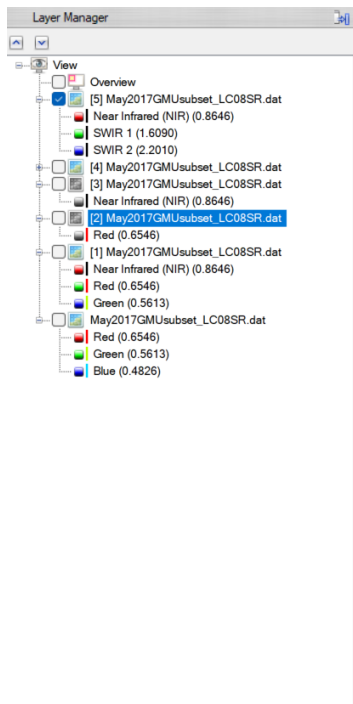 Layer Manager
View
Overview
[5] May2017GMUsubset_LC08SR.dat
Near Infrared (NIR) (0.8646)
SWIR 1 (1.6090)
SWIR 2 (2.2010)
[4] May2017GMUsubset_LC08SR.dat
[3] May2017GMUsubset_LC08SR.dat
Near Infrared (NIR) (0.8646)
[2] May2017GMUsubset_LC08SR.dat
Red (0.6546)
[1] May2017GMUsubset_LC08SR.dat
Near Infrared (NIR) (0.8646)
Red (0.6546)
Green (0.5613)
May2017GMUsubset_LC08SR.dat
Red (0.6546)
Green (0.5613)
Blue (0.4826)